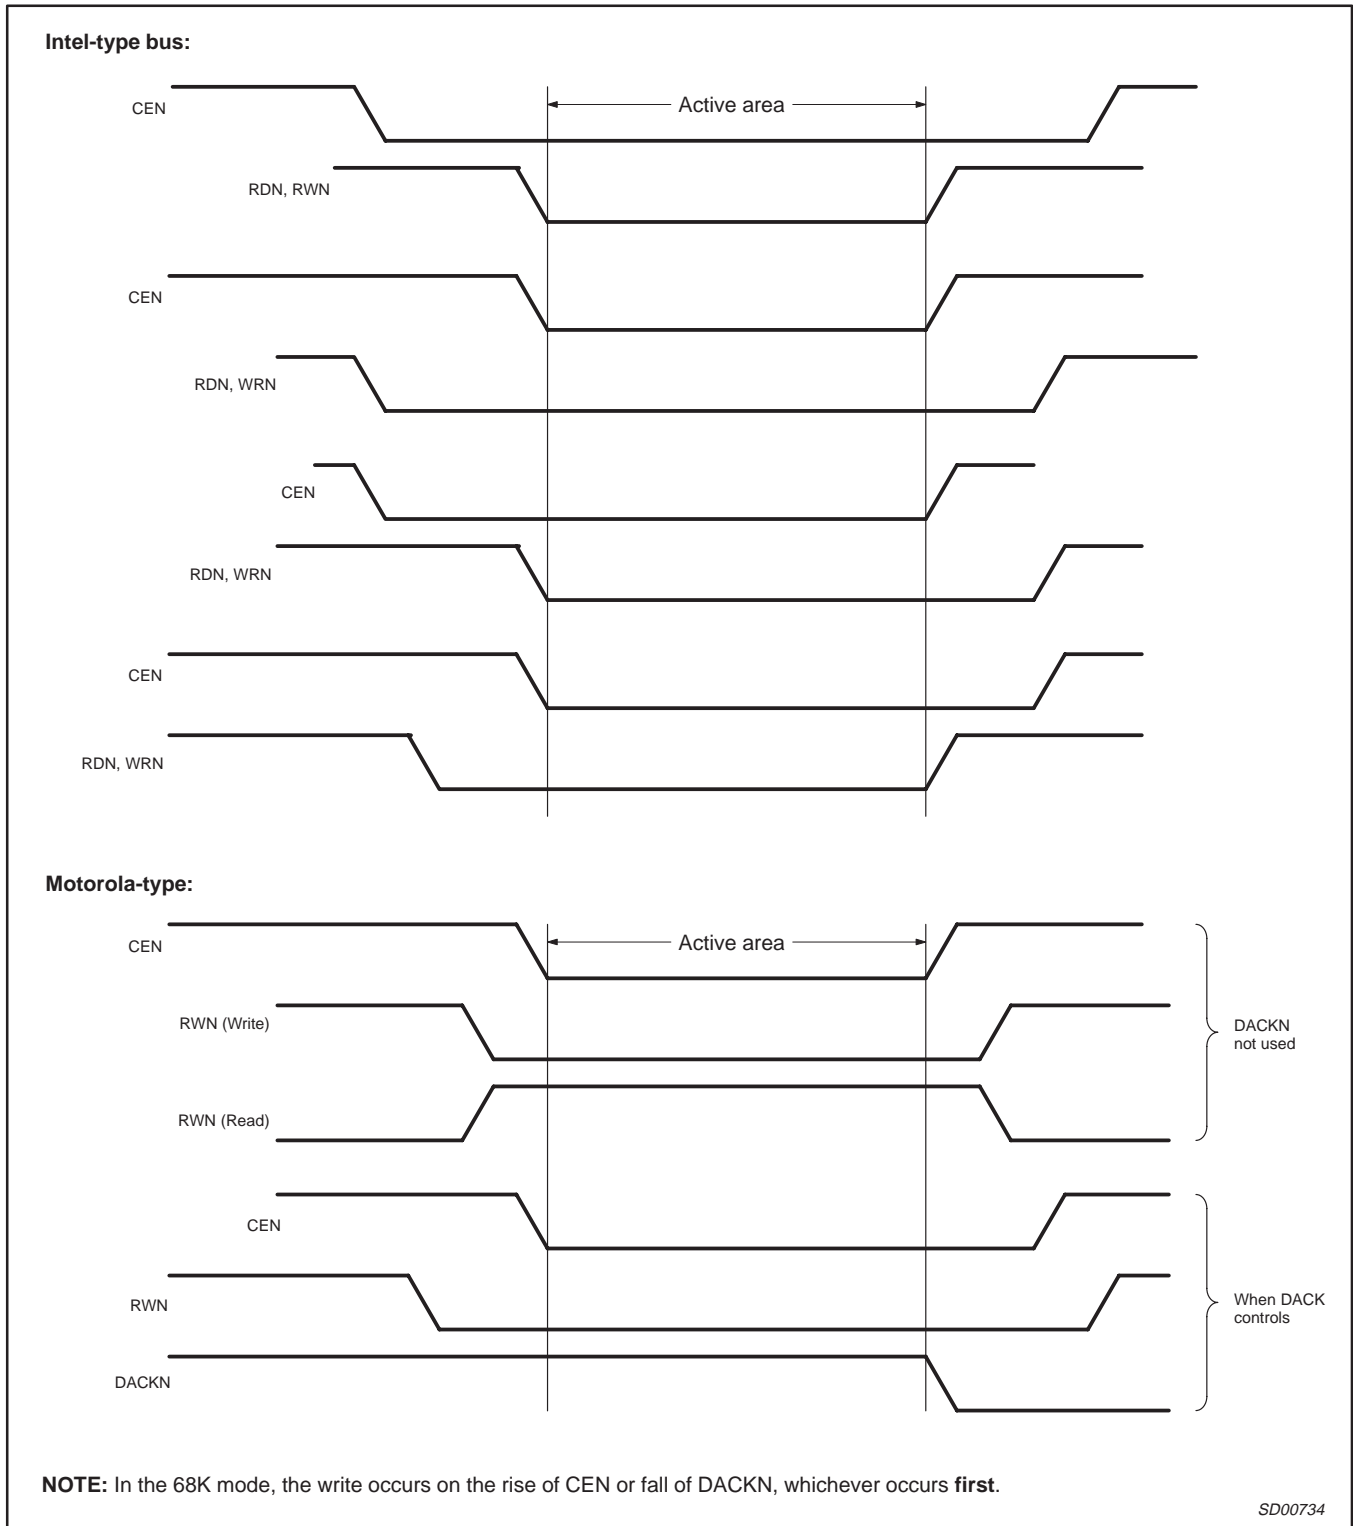 Intel-type bus:
CEN
Active area
RDN, RWN
CEN
RDN, WRN
CEN
RDN, WRN
CEN
RDN, WRN
Motorola-type:
CEN
Active area
RWN (Write)
DACKN
not used
RWN (Read)
CEN
RWN
When DACK
controls
DACKN
NOTE: In the 68K mode, the write occurs on the rise of CEN or fall of DACKN, whichever occurs first.
SD00734